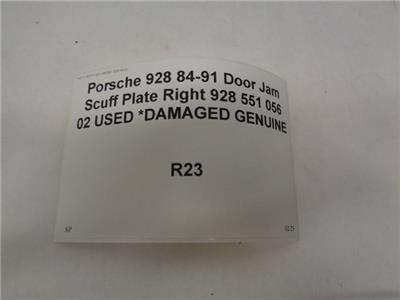 Porsche 928 84-91 Door Jam
Scuff Plate Right 928 551 056
02 USED *DAMAGED GENUINE
R23